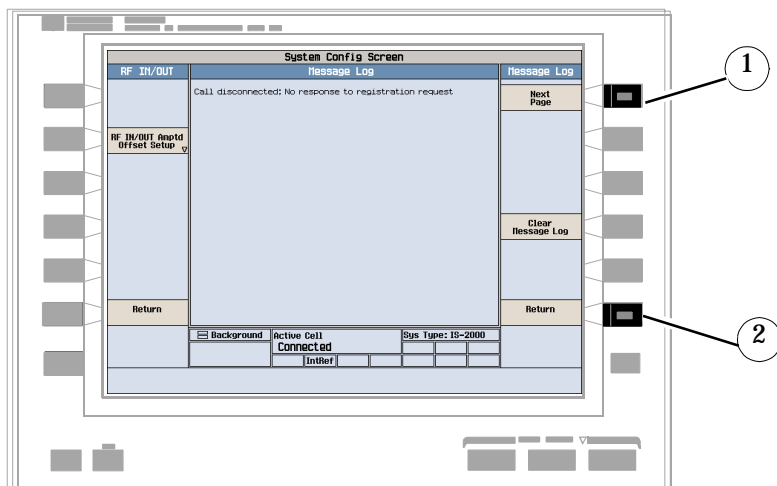 System Config Screen
RF IN/OUT
Message Log
Message Log
Call disconnected: No response to registration request
Next
Page
RF IN/OUT Amptd
Offset Setup
Clear
Message Log
Return
Return
Background
Active Cell
Sys Type: IS-2000
Connected
IntRef
1
2